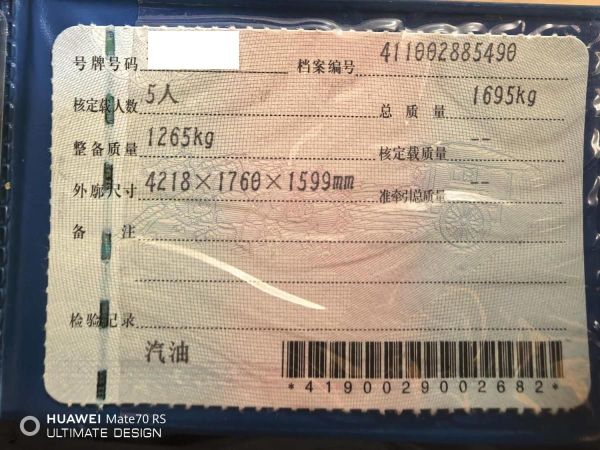 号牌号码 档案编号 411002885490
核定载人数 5人 总质量 1695kg
整备质量 1265kg 核定载质量 --
外廓尺寸 4218×1760×1599mm 准牵引总质量 --
备注
检验记录
汽油
*4190029002682*
HUAWEI Mate70 RS
ULTIMATE DESIGN